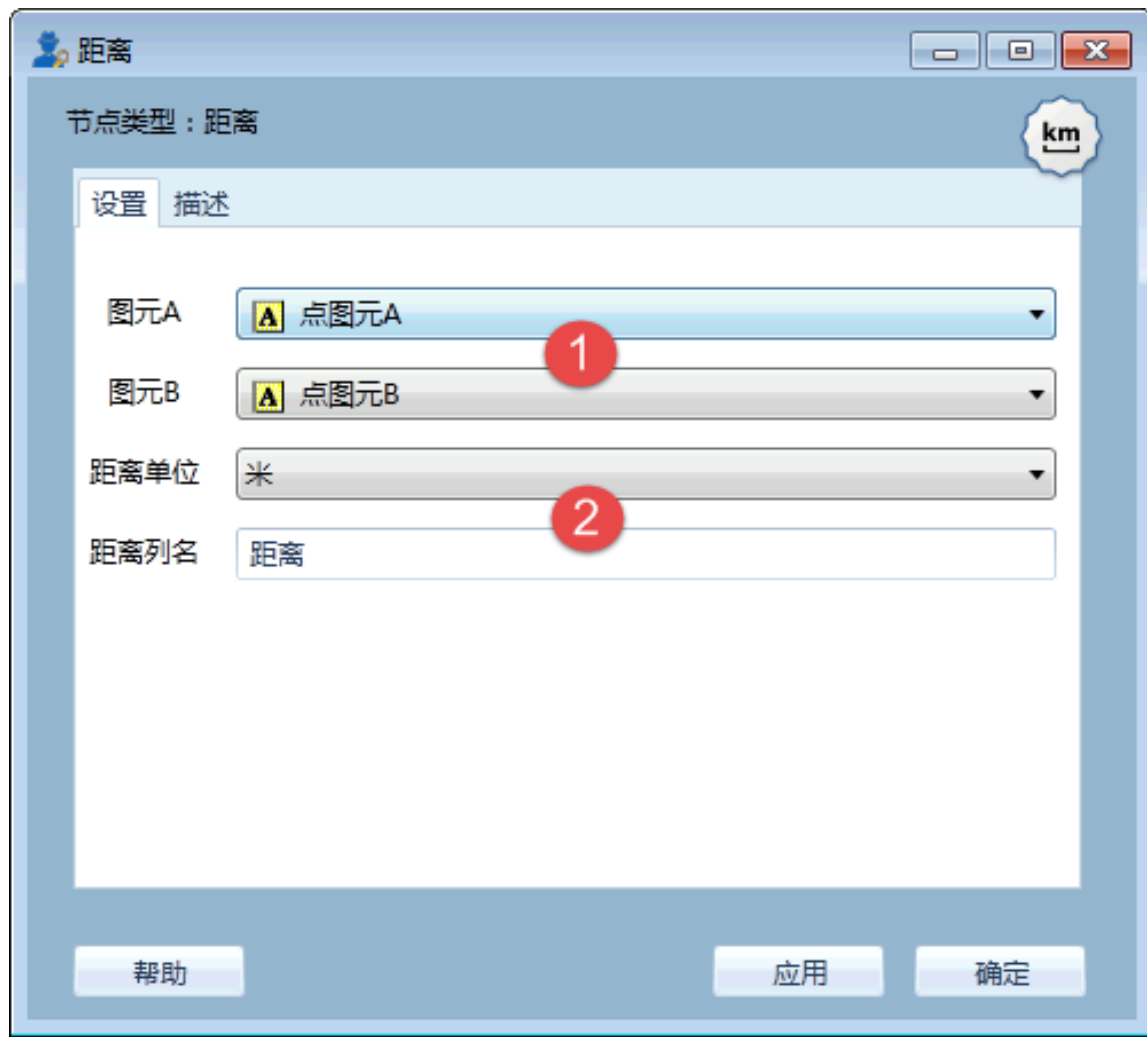 距离
节点类型：距离
km
设置 描述
图元A A 点图元A
1
图元B A 点图元B
距离单位 米
2
距离列名 距离
帮助 应用 确定